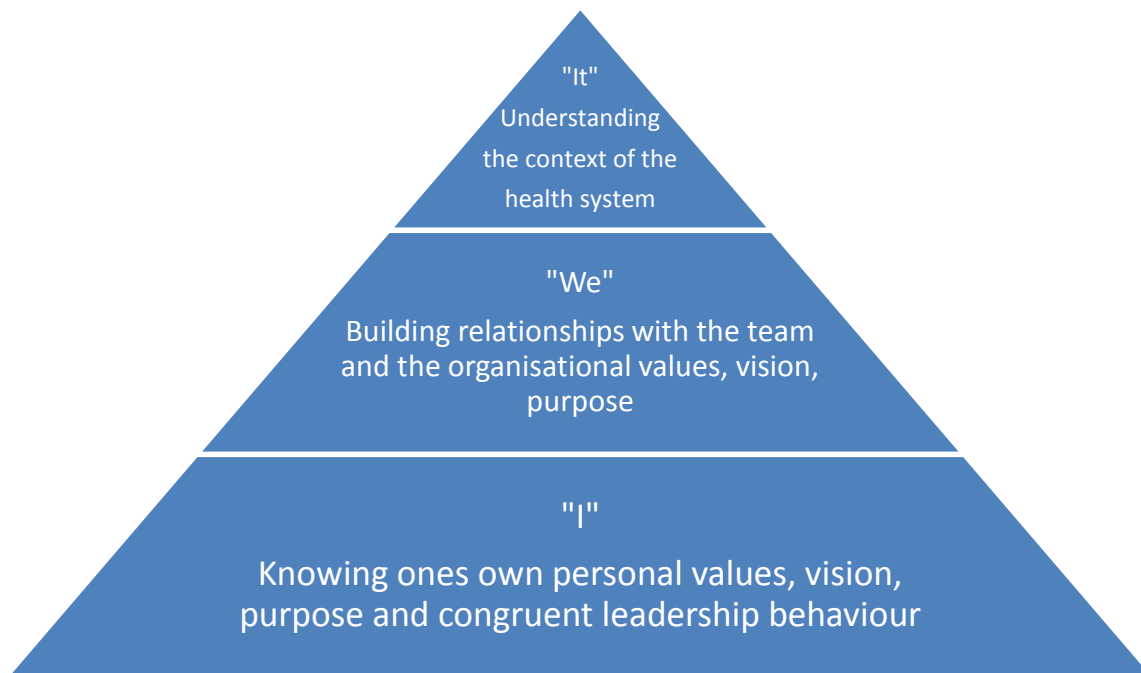 "It"
Understanding
the context of the
health system
"We"
Building relationships with the team
and the organisational values, vision,
purpose
"I"
Knowing ones own personal values, vision,
purpose and congruent leadership behaviour